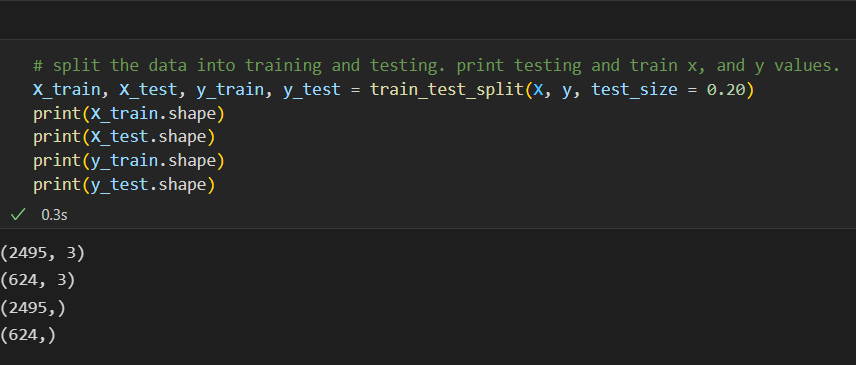 # split the data into training and testing. print testing and train x, and y values.
X_train, X_test, y_train, y_test = train_test_split(X, y, test_size = 0.20)
print(X_train.shape)
print(X_test.shape)
print(y_train.shape)
print(y_test.shape)
✓ 0.3s
(2495, 3)
(624, 3)
(2495,)
(624,)